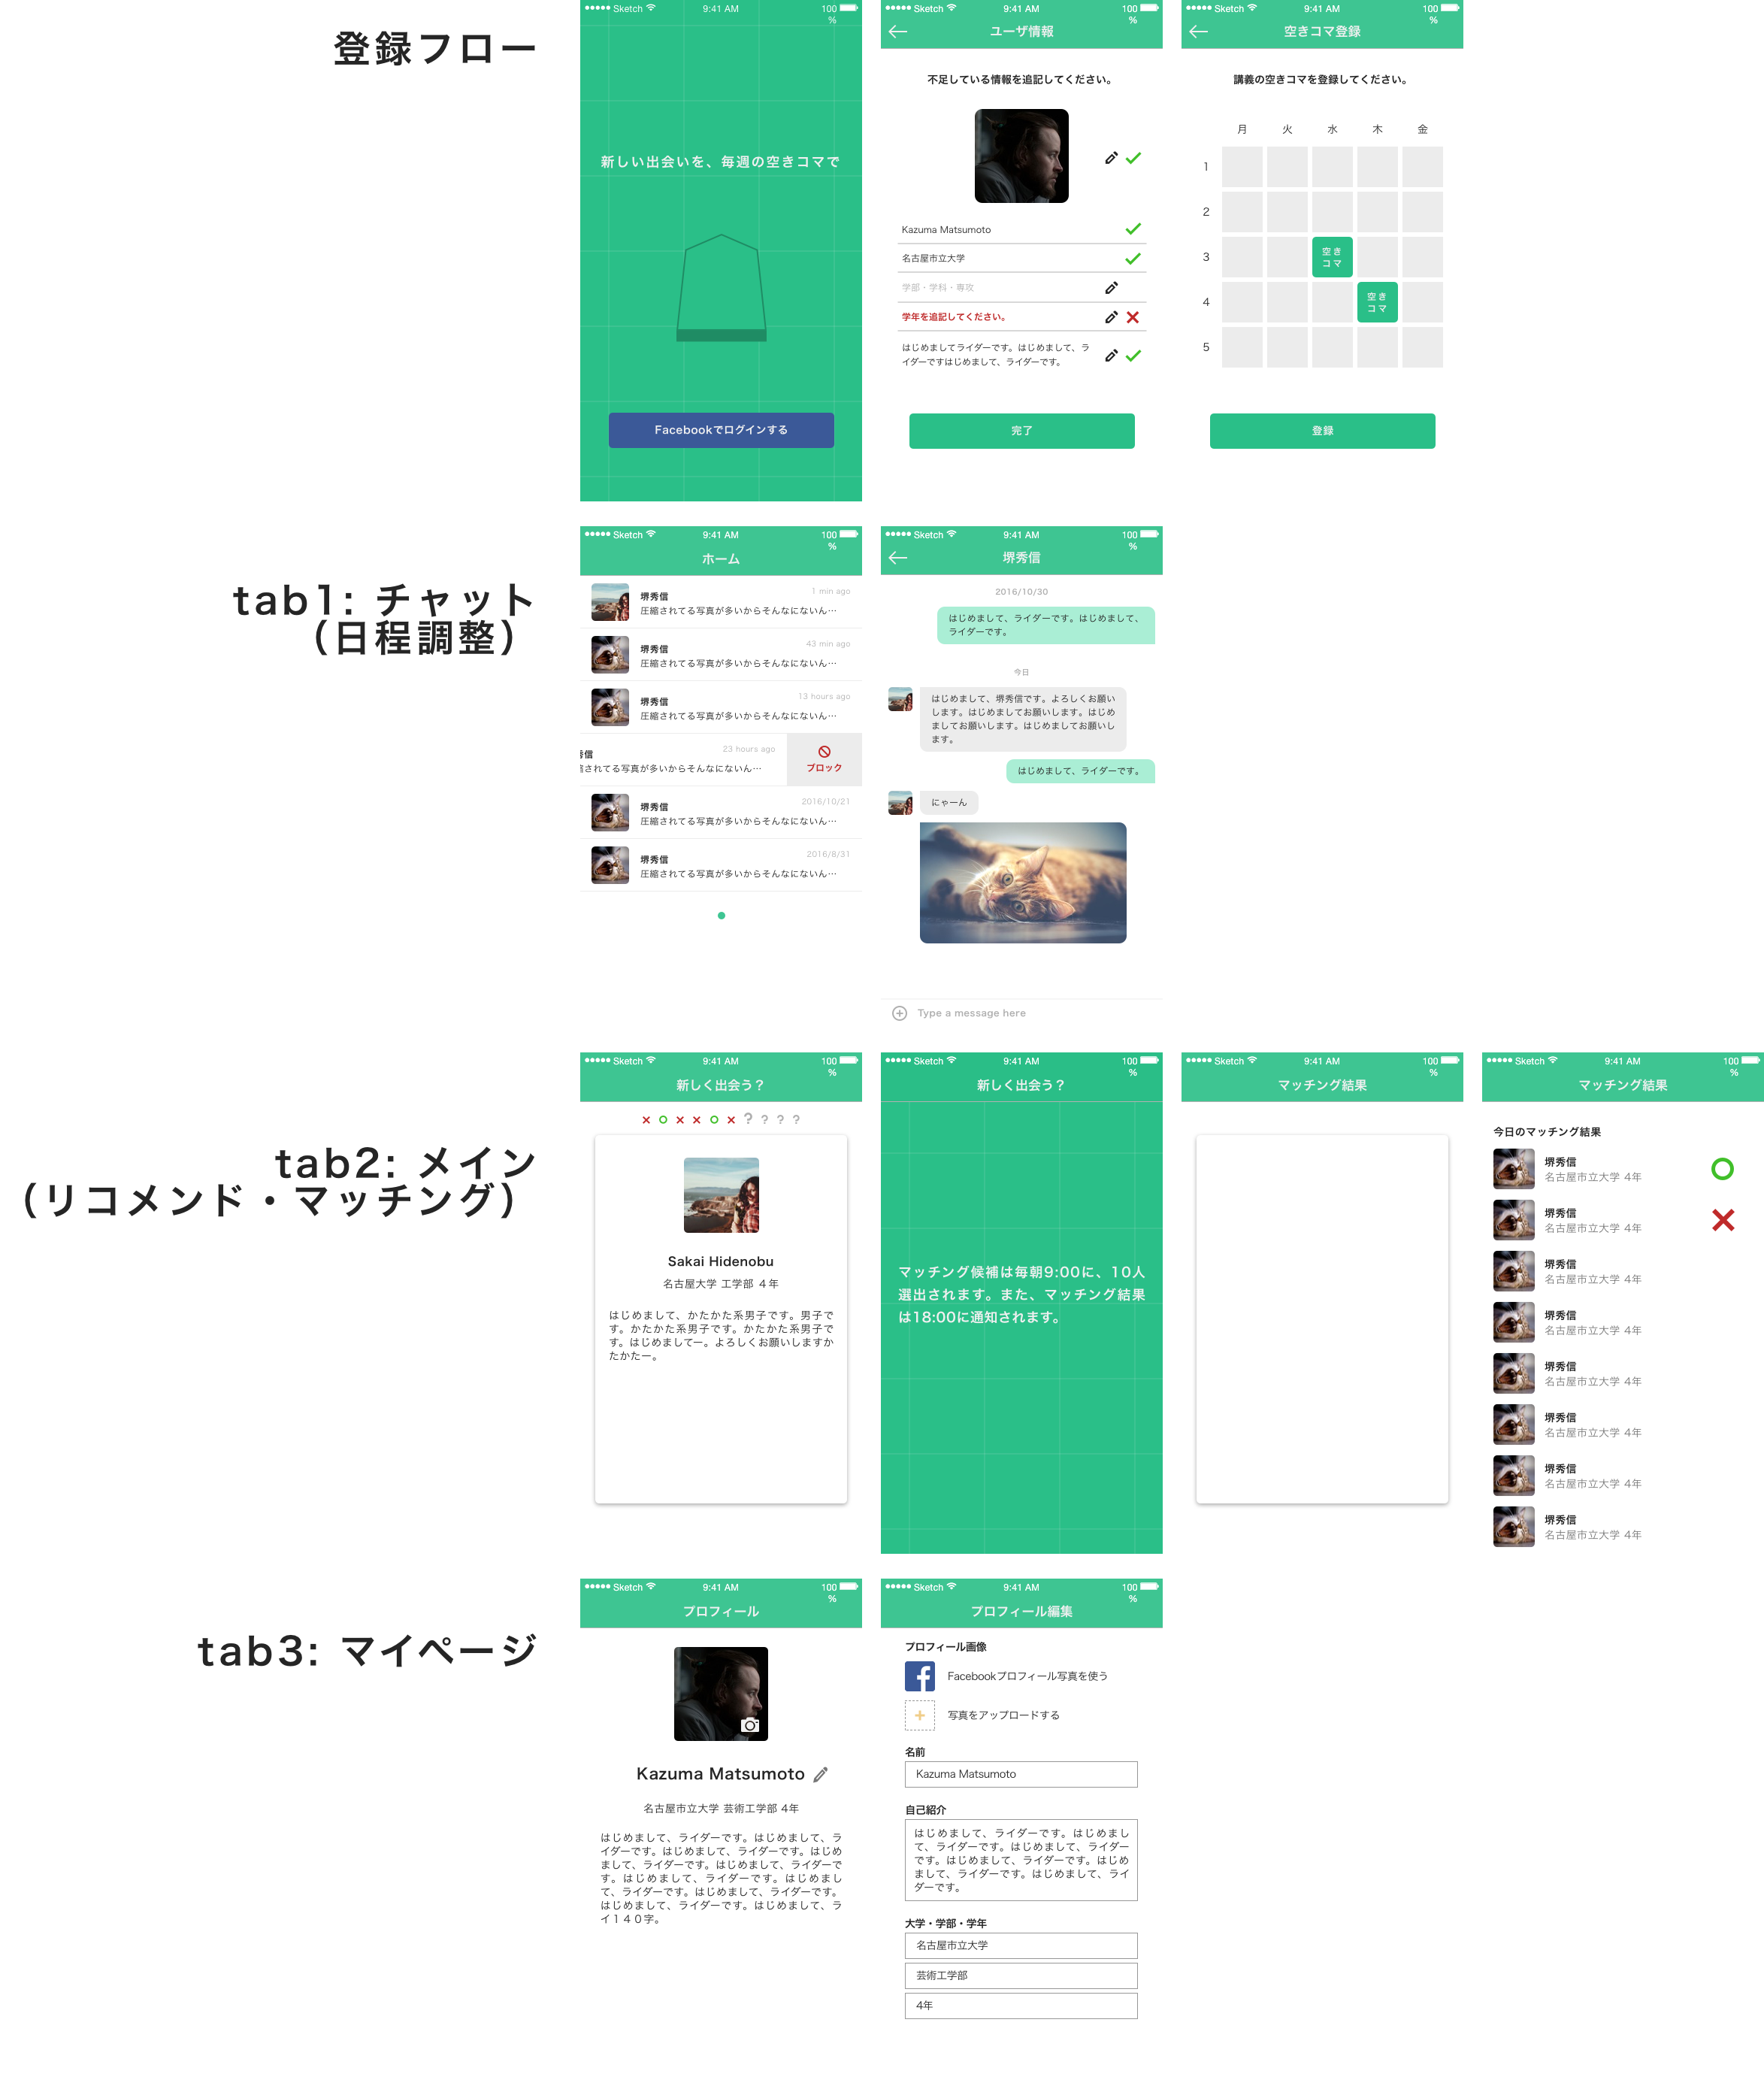 登録フロー
Sketch 9:41 AM 100 %
新しい出会いを、毎週の空きコマで
Facebookでログインする
Sketch 9:41 AM 100 %
ユーザ情報
不足している情報を追記してください。
Kazuma Matsumoto
名古屋市立大学
学部・学科・専攻
学年を追記してください。
はじめましてライダーです。はじめまして、ラ
イダーですはじめまして、ライダーです。
完了
Sketch 9:41 AM 100 %
空きコマ登録
講義の空きコマを登録してください。
月 火 水 木 金
1
2
3 空き
コマ
4 空き
コマ
5
登録
tab1: チャット
（日程調整）
Sketch 9:41 AM 100 %
ホーム
堺秀信 1 min ago
圧縮されてる写真が多いからそんなにないん…
堺秀信 43 min ago
圧縮されてる写真が多いからそんなにないん…
堺秀信 13 hours ago
圧縮されてる写真が多いからそんなにないん…
秀信 23 hours ago
縮されてる写真が多いからそんなにないん…
ブロック
堺秀信 2016/10/21
圧縮されてる写真が多いからそんなにないん…
堺秀信 2016/8/31
圧縮されてる写真が多いからそんなにないん…
Sketch 9:41 AM 100 %
堺秀信
2016/10/30
はじめまして、ライダーです。はじめまして、
ライダーです。
今日
はじめまして、堺秀信です。よろしくお願い
します。はじめましてお願いします。はじめ
ましてお願いします。はじめましてお願いし
ます。
はじめまして、ライダーです。
にゃーん
Type a message here
tab2: メイン
（リコメンド・マッチング）
Sketch 9:41 AM 100 %
新しく出会う？
? ? ? ?
Sakai Hidenobu
名古屋大学 工学部 4年
はじめまして、かたかた系男子です。男子で
す。かたかた系男子です。かたかた系男子で
す。はじめましてー。よろしくお願いしますか
たかたー。
Sketch 9:41 AM 100 %
新しく出会う？
マッチング候補は毎朝9:00に、10人
選出されます。また、マッチング結果
は18:00に通知されます。
Sketch 9:41 AM 100 %
マッチング結果
Sketch 9:41 AM 100 %
マッチング結果
今日のマッチング結果
堺秀信
名古屋市立大学 4年
堺秀信
名古屋市立大学 4年
堺秀信
名古屋市立大学 4年
堺秀信
名古屋市立大学 4年
堺秀信
名古屋市立大学 4年
堺秀信
名古屋市立大学 4年
堺秀信
名古屋市立大学 4年
堺秀信
名古屋市立大学 4年
tab3: マイページ
Sketch 9:41 AM 100 %
プロフィール
Kazuma Matsumoto
名古屋市立大学 芸術工学部 4年
はじめまして、ライダーです。はじめまして、ラ
イダーです。はじめまして、ライダーです。はじめ
まして、ライダーです。はじめまして、ライダーで
す。はじめまして、ライダーです。はじめまし
て、ライダーです。はじめまして、ライダーです。
はじめまして、ライダーです。はじめまして、ラ
イ１４０字。
Sketch 9:41 AM 100 %
プロフィール編集
プロフィール画像
Facebookプロフィール写真を使う
写真をアップロードする
名前
Kazuma Matsumoto
自己紹介
はじめまして、ライダーです。はじめまし
て、ライダーです。はじめまして、ライダー
です。はじめまして、ライダーです。はじめ
まして、ライダーです。はじめまして、ライ
ダーです。
大学・学部・学年
名古屋市立大学
芸術工学部
4年